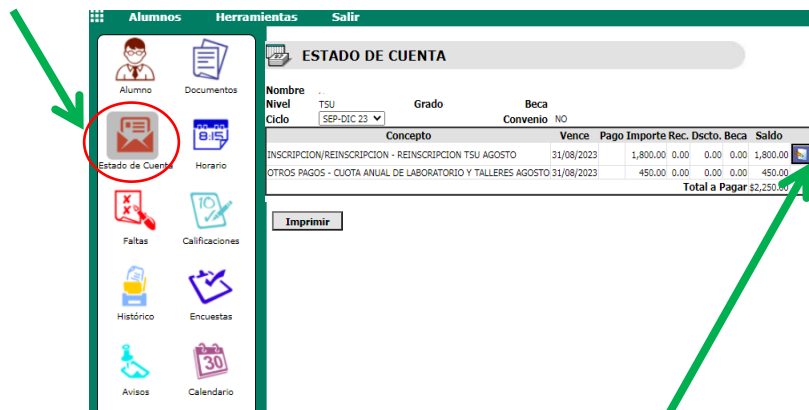 Alumnos Herramientas Salir
Alumno Documentos
Estado de Cuenta Horario
Faltas Calificaciones
Histórico Encuestas
Avisos Calendario
8:15
10
30
ESTADO DE CUENTA
Nombre
Nivel TSU Grado Beca
Ciclo SEP-DIC 23 Convenio NO
Concepto Vence Pago Importe Rec. Dscto. Beca Saldo
INSCRIPCION/REINSCRIPCION - REINSCRIPCION TSU AGOSTO 31/08/2023 1,800.00 0.00 0.00 0.00 1,800.00
OTROS PAGOS - CUOTA ANUAL DE LABORATORIO Y TALLERES AGOSTO 31/08/2023 450.00 0.00 0.00 0.00 450.00
Total a Pagar $2,250.00
Imprimir